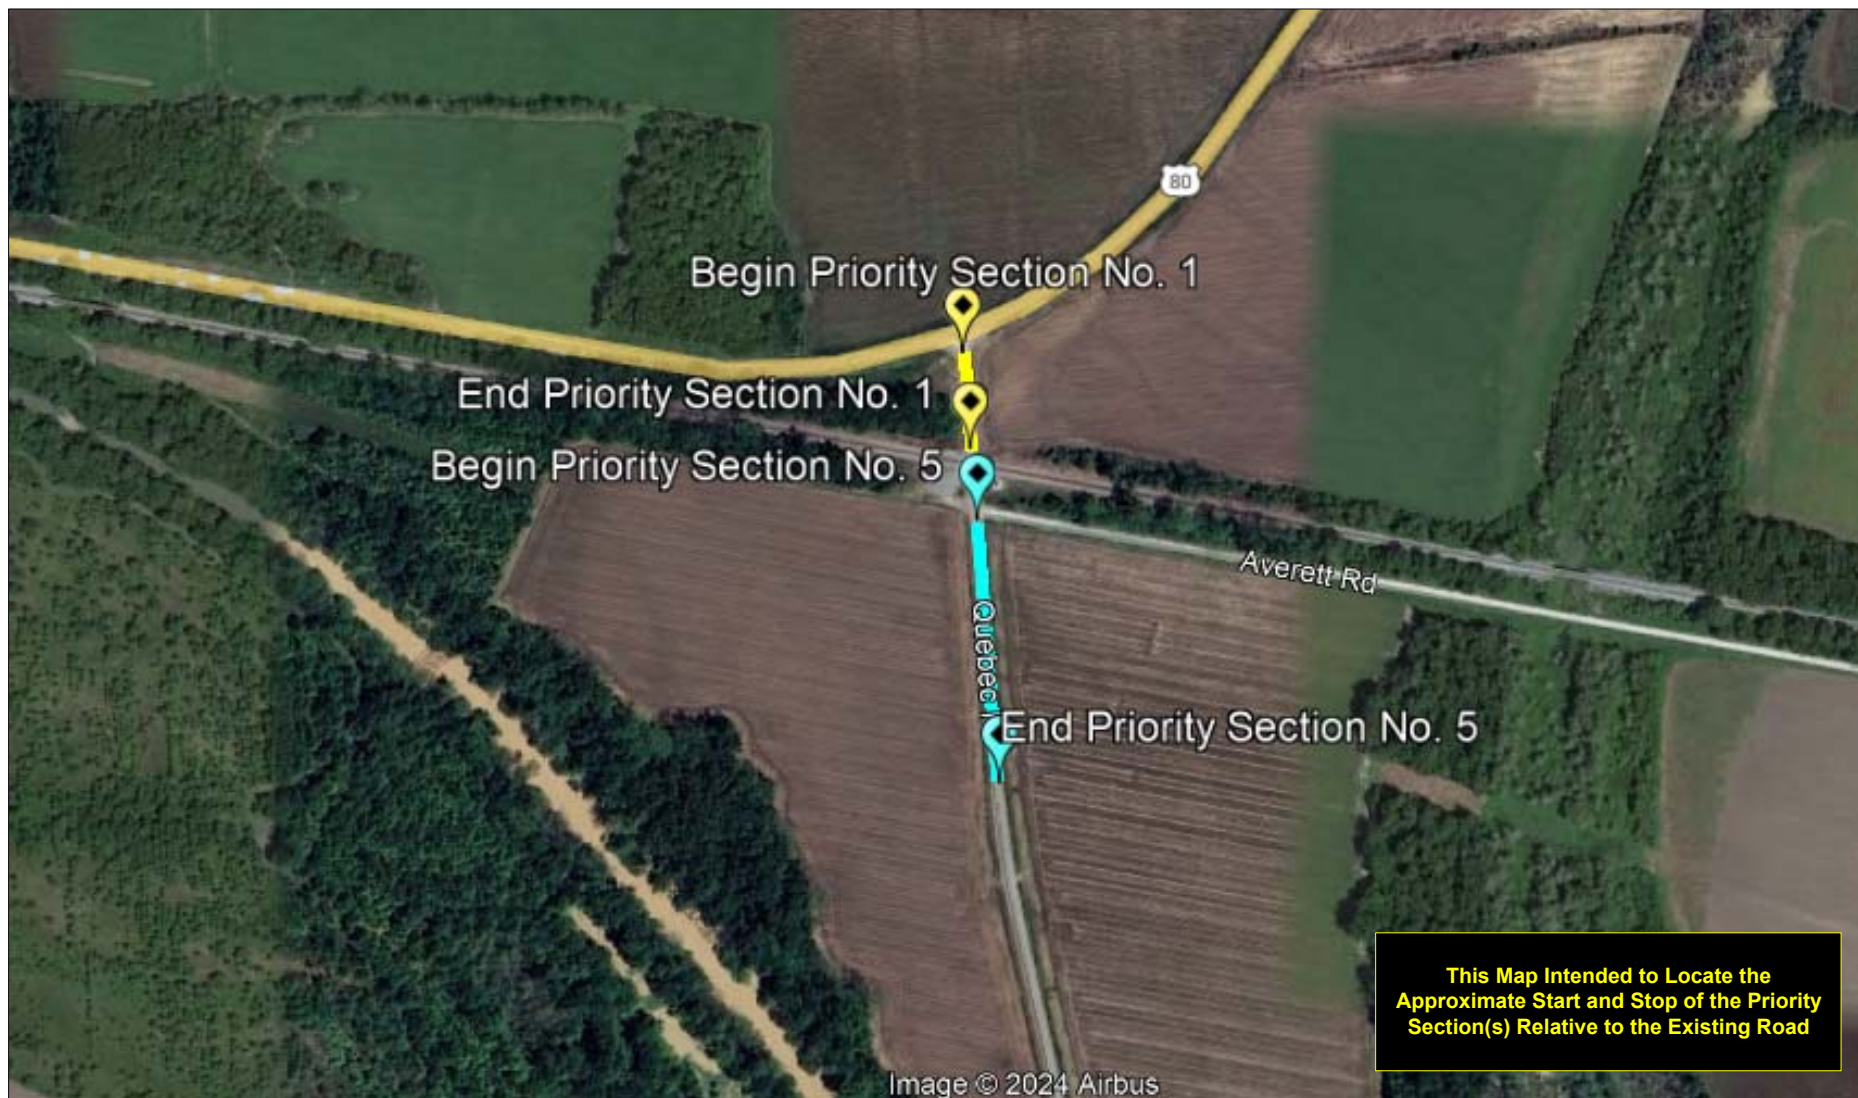 80
Begin Priority Section No. 1
End Priority Section No. 1
Begin Priority Section No. 5
Averett Rd
Quebec
End Priority Section No. 5
This Map Intended to Locate the
Approximate Start and Stop of the Priority
Section(s) Relative to the Existing Road
Image © 2024 Airbus